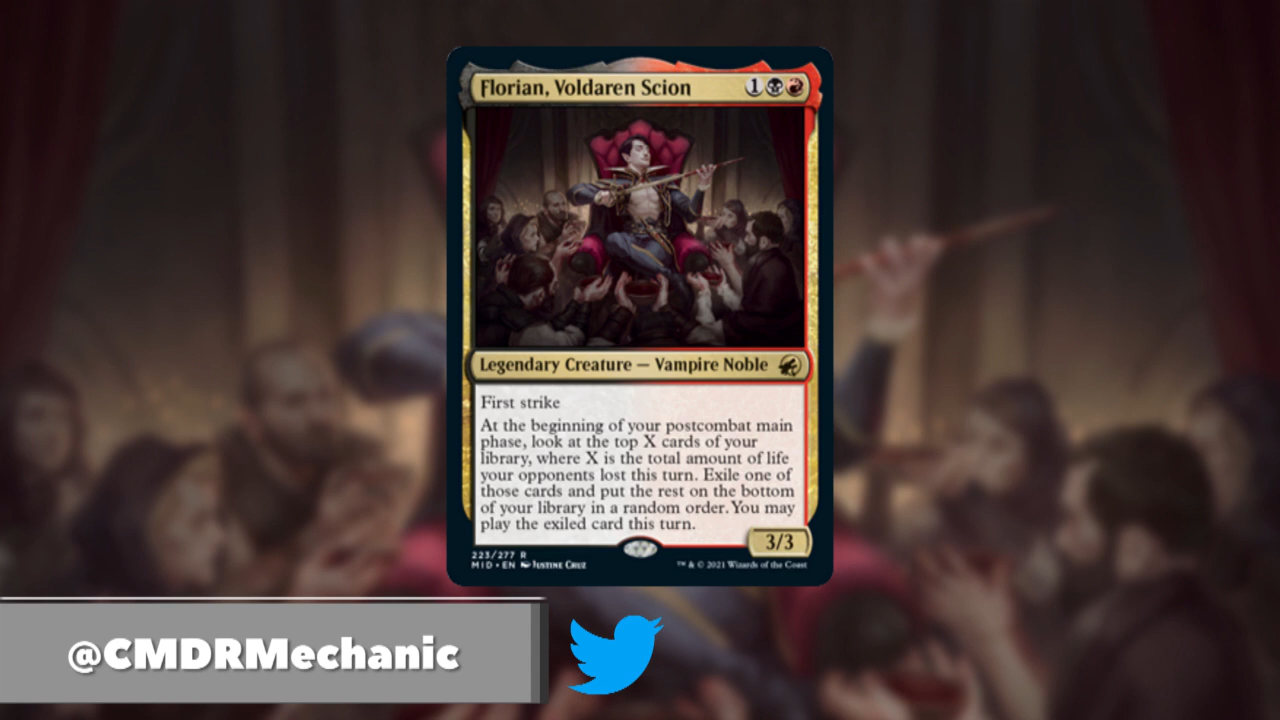 Florian, Voldaren Scion 1
Legendary Creature — Vampire Noble
First strike
At the beginning of your postcombat main
phase, look at the top X cards of your
library, where X is the total amount of life
your opponents lost this turn. Exile one of
those cards and put the rest on the bottom
of your library in a random order. You may
play the exiled card this turn.
3/3
223/277 R
MID • EN Justine Cruz
™ & © 2021 Wizards of the Coast
@CMDRMechanic